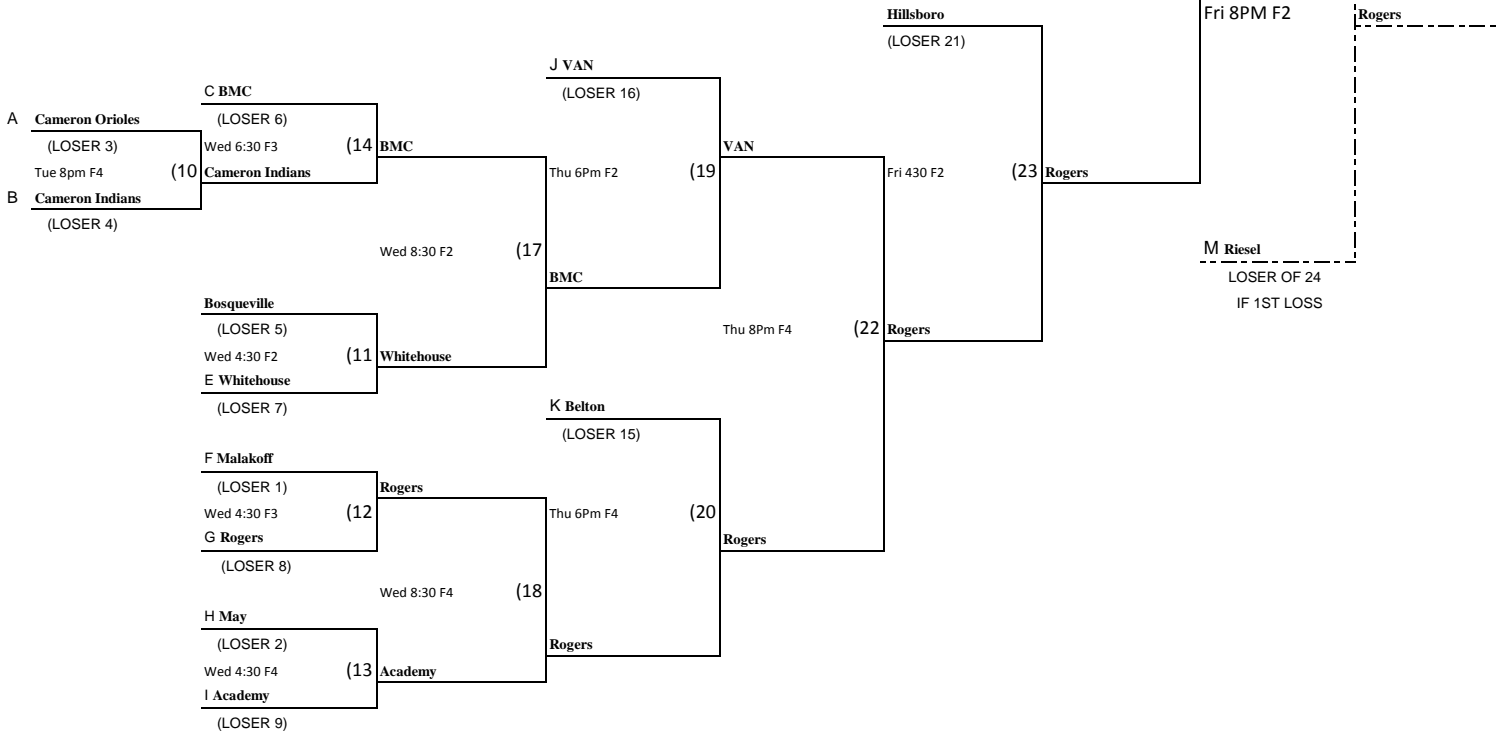 Hillsboro
Fri 8PM F2
Rogers
(LOSER 21)
J VAN
C BMC
(LOSER 16)
A Cameron Orioles
(LOSER 6)
(LOSER 3)
Wed 6:30 F3
(14 BMC
VAN
Tue 8pm F4
(10 Cameron Indians
Thu 6Pm F2
(19
Fri 430 F2
(23 Rogers
B Cameron Indians
(LOSER 4)
Wed 8:30 F2
(17
M Riesel
BMC
LOSER OF 24
Bosqueville
IF 1ST LOSS
(LOSER 5)
Thu 8Pm F4
(22 Rogers
Wed 4:30 F2
(11 Whitehouse
E Whitehouse
(LOSER 7)
K Belton
(LOSER 15)
F Malakoff
(LOSER 1)
Rogers
Wed 4:30 F3
(12
Thu 6Pm F4
(20
G Rogers
Rogers
(LOSER 8)
Wed 8:30 F4
(18
H May
(LOSER 2)
Rogers
Wed 4:30 F4
(13 Academy
I Academy
(LOSER 9)